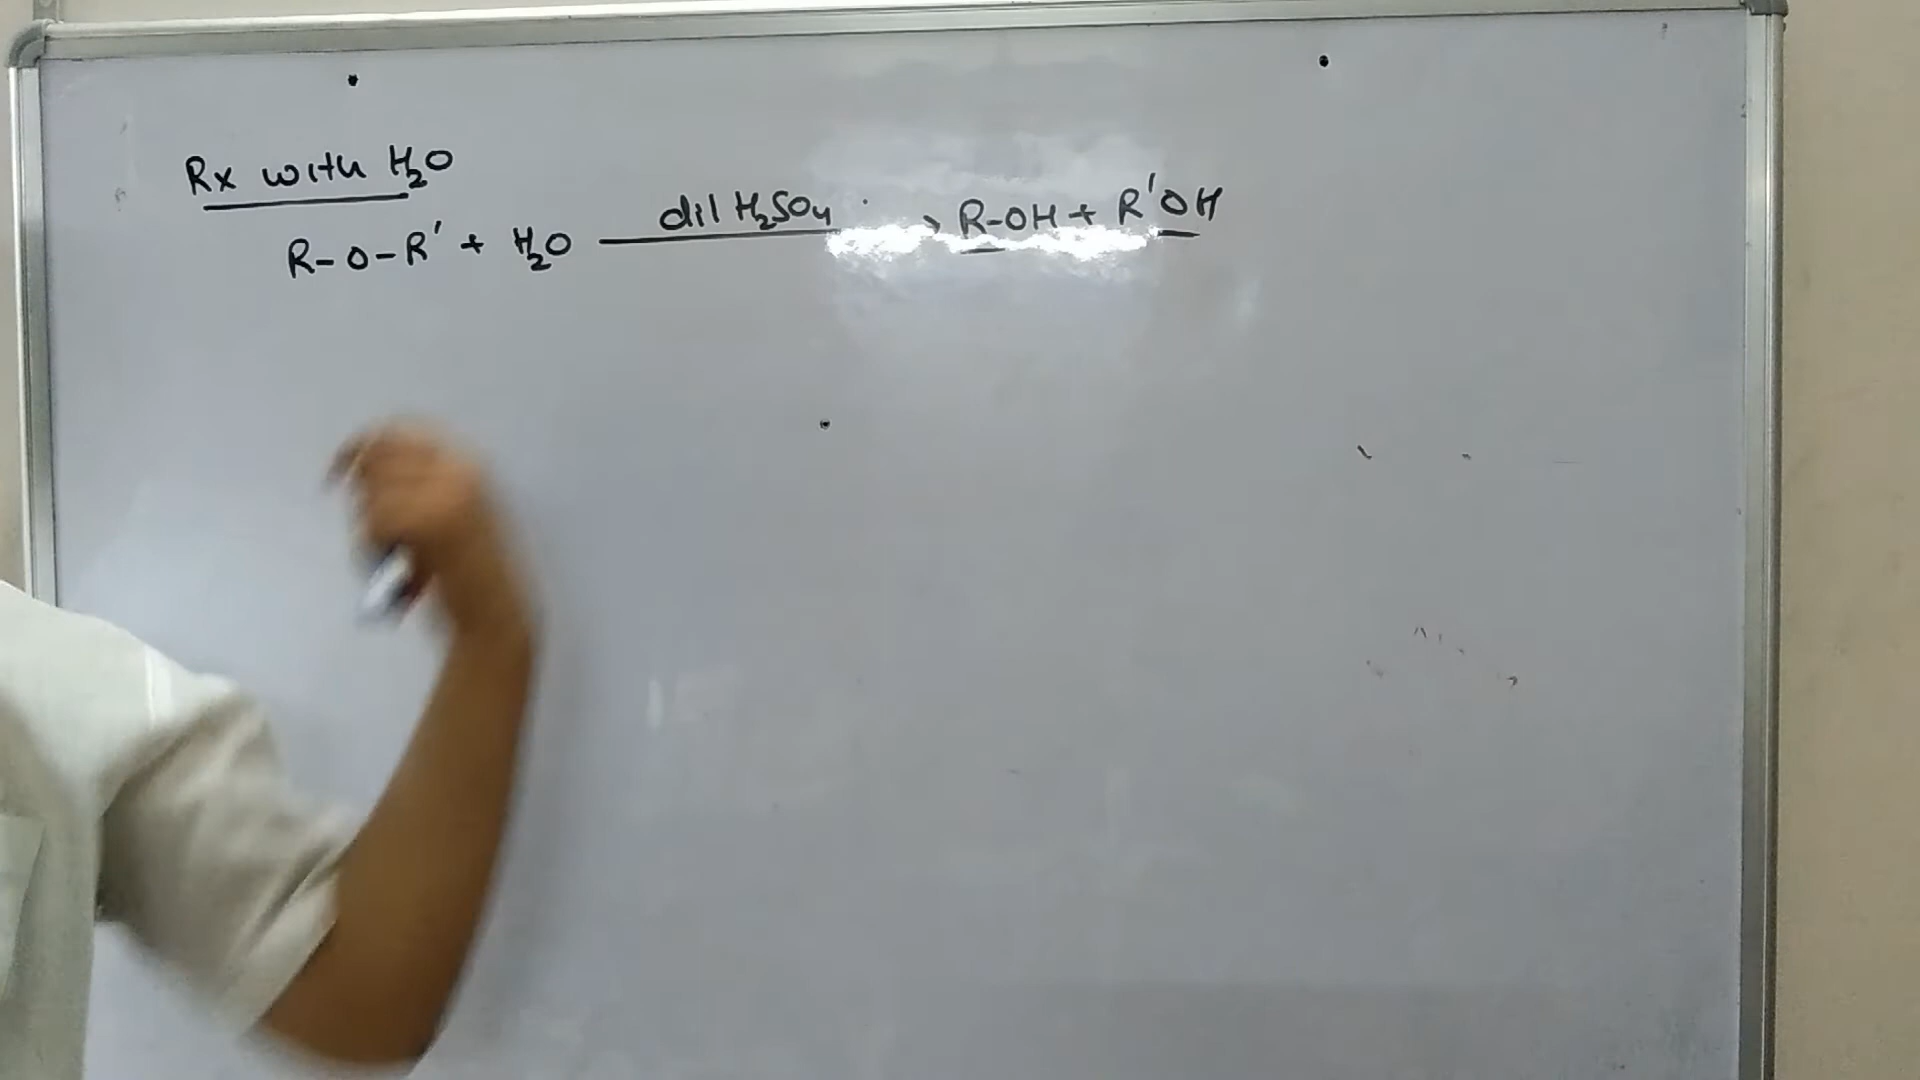 Rx with H₂O
R-O-R' + H₂O dil H₂SO₄ → R-OH + R'OH